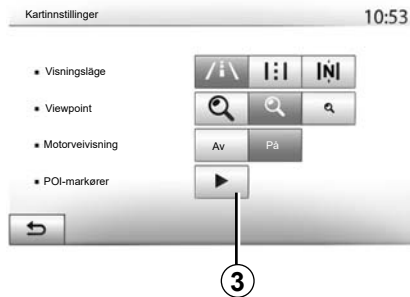 Kartinnstillinger 10:53
Visningsläge
N
Viewpoint
Motorveivisning Av På
POI-markører
3